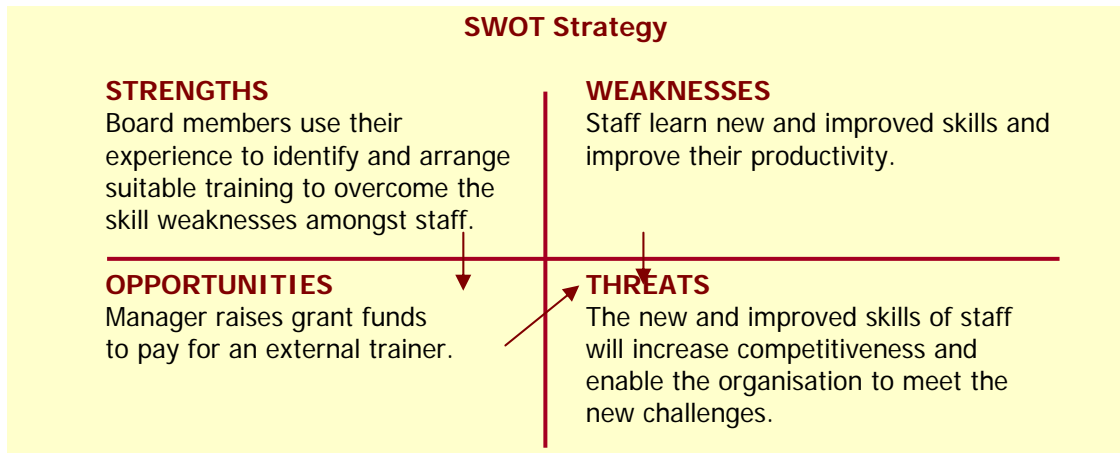 SWOT Strategy
STRENGTHS
Board members use their
experience to identify and arrange
suitable training to overcome the
skill weaknesses amongst staff.
WEAKNESSES
Staff learn new and improved skills and
improve their productivity.
OPPORTUNITIES
Manager raises grant funds
to pay for an external trainer.
THREATS
The new and improved skills of staff
will increase competitiveness and
enable the organisation to meet the
new challenges.